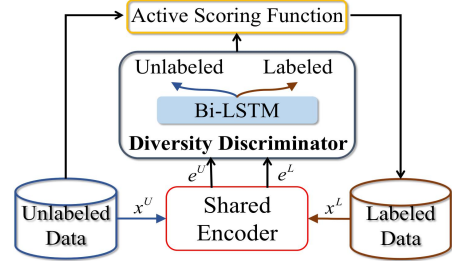 Active Scoring Function
Unlabeled Labeled
Bi-LSTM
Diversity Discriminator
e^U e^L
Unlabeled
Data
x^U
Shared
Encoder
x^L
Labeled
Data